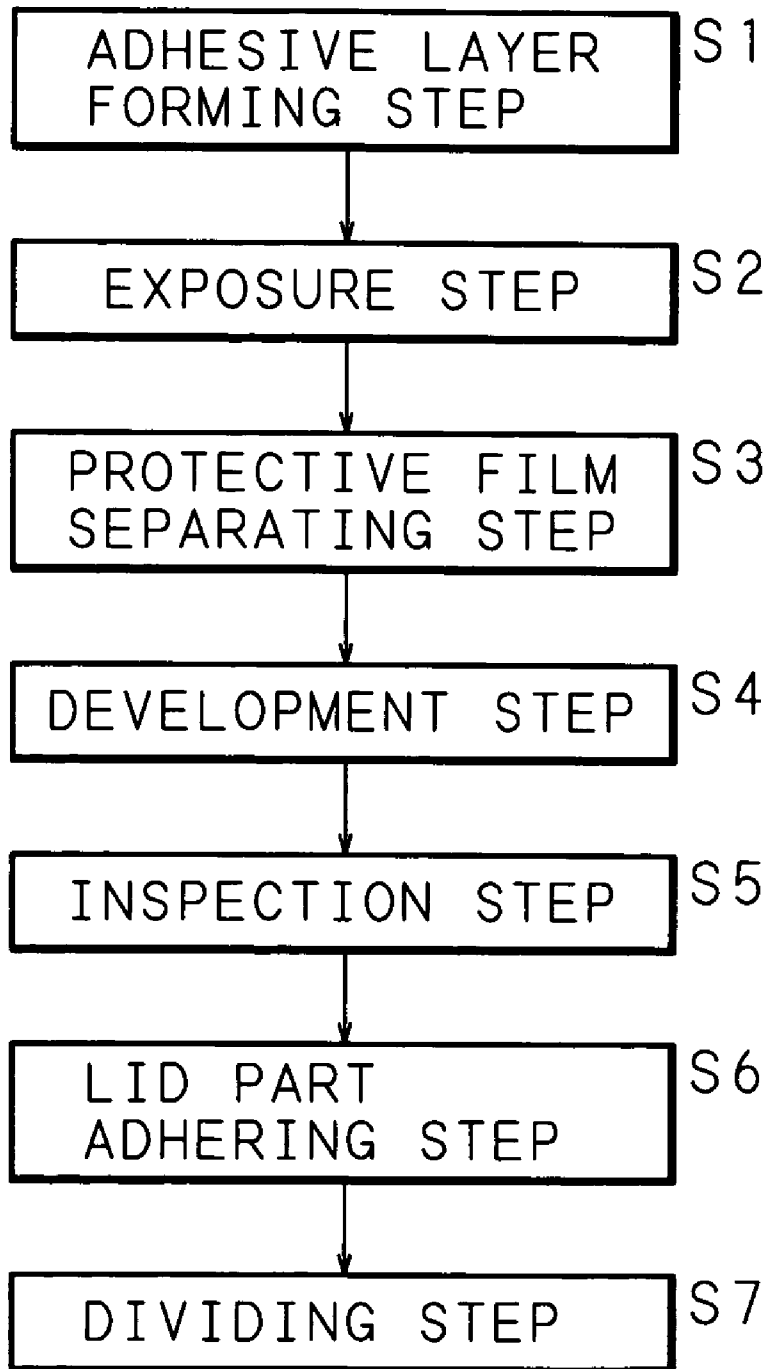 ADHESIVE LAYER
FORMING STEP
S1
EXPOSURE STEP
S2
PROTECTIVE FILM
SEPARATING STEP
S3
DEVELOPMENT STEP
S4
INSPECTION STEP
S5
LID PART
ADHERING STEP
S6
DIVIDING STEP
S7